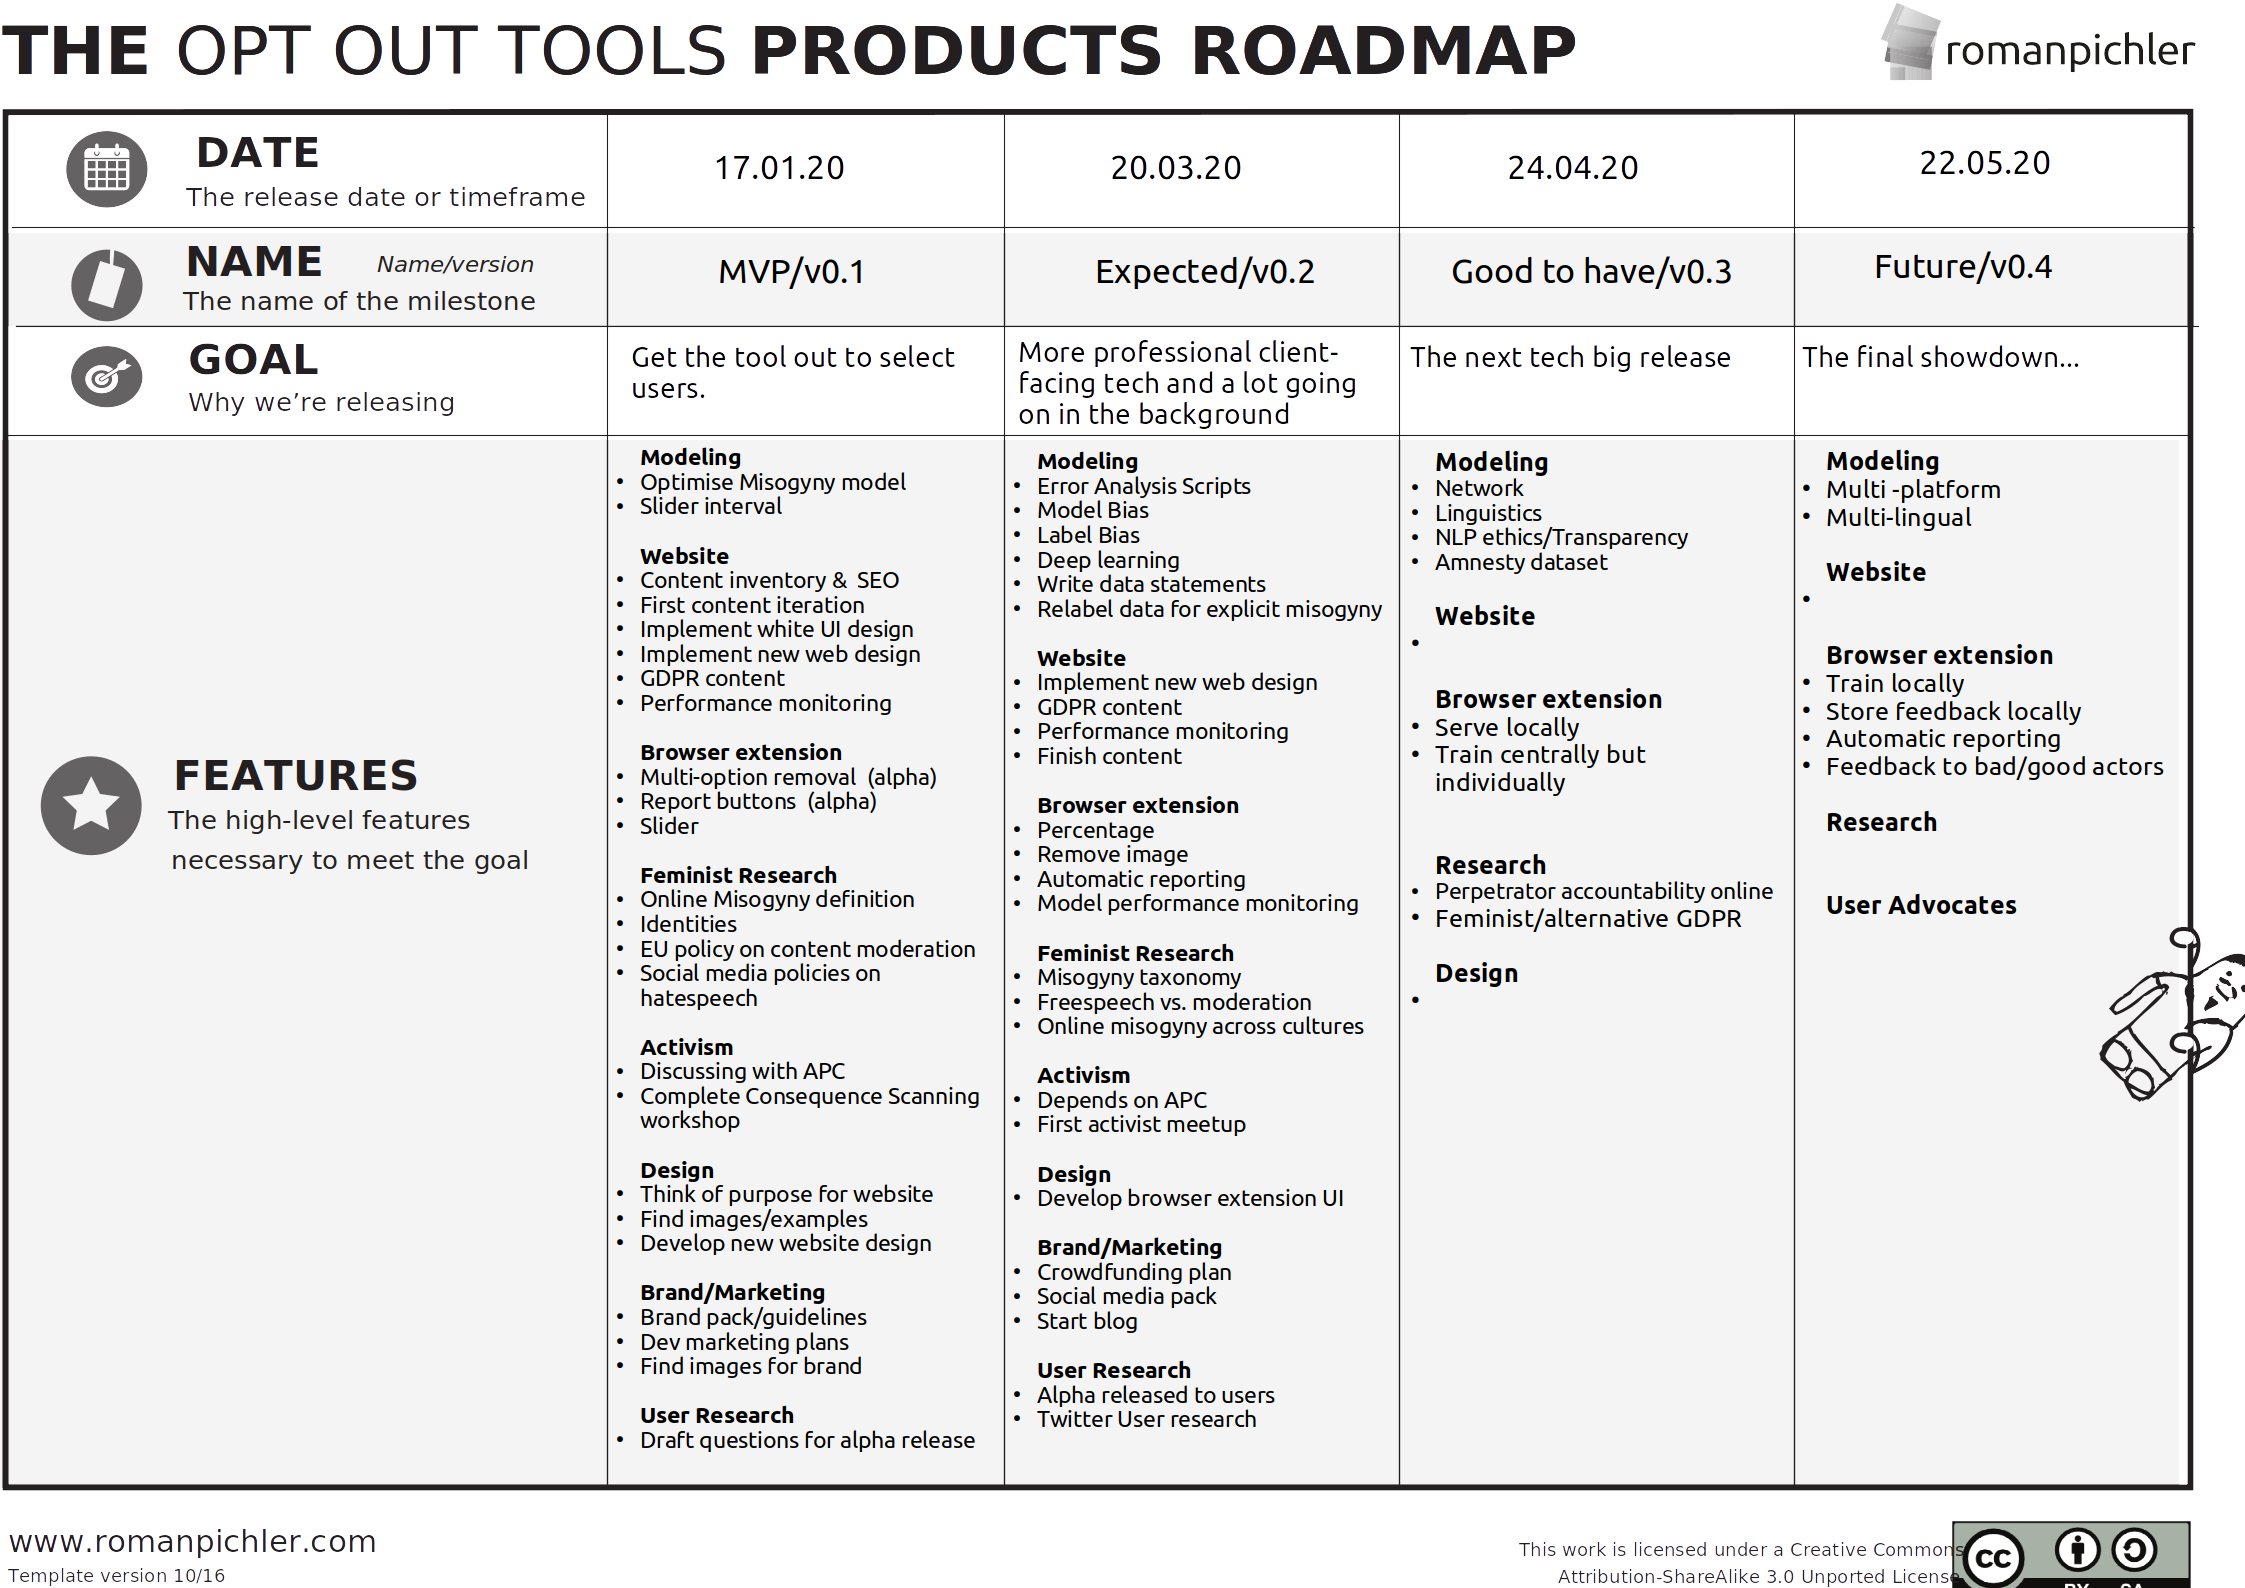 THE OPT OUT TOOLS PRODUCTS ROADMAP
romanpichler
DATE
The release date or timeframe
17.01.20
20.03.20
24.04.20
22.05.20
NAME Name/version
The name of the milestone
MVP/v0.1
Expected/v0.2
Good to have/v0.3
Future/v0.4
GOAL
Why we’re releasing
Get the tool out to select
users.
More professional client-
facing tech and a lot going
on in the background
The next tech big release
The final showdown...
FEATURES
The high-level features
necessary to meet the goal
Modeling
• Optimise Misogyny model
• Slider interval
Website
• Content inventory & SEO
• First content iteration
• Implement white UI design
• Implement new web design
• GDPR content
• Performance monitoring
Browser extension
• Multi-option removal (alpha)
• Report buttons (alpha)
• Slider
Feminist Research
• Online Misogyny definition
• Identities
• EU policy on content moderation
• Social media policies on
hatespeech
Activism
• Discussing with APC
• Complete Consequence Scanning
workshop
Design
• Think of purpose for website
• Find images/examples
• Develop new website design
Brand/Marketing
• Brand pack/guidelines
• Dev marketing plans
• Find images for brand
User Research
• Draft questions for alpha release
Modeling
• Error Analysis Scripts
• Model Bias
• Label Bias
• Deep learning
• Write data statements
• Relabel data for explicit misogyny
Website
• Implement new web design
• GDPR content
• Performance monitoring
• Finish content
Browser extension
• Percentage
• Remove image
• Automatic reporting
• Model performance monitoring
Feminist Research
• Misogyny taxonomy
• Freespeech vs. moderation
• Online misogyny across cultures
Activism
• Depends on APC
• First activist meetup
Design
• Develop browser extension UI
Brand/Marketing
• Crowdfunding plan
• Social media pack
• Start blog
User Research
• Alpha released to users
• Twitter User research
Modeling
• Network
• Linguistics
• NLP ethics/Transparency
• Amnesty dataset
Website
•
Browser extension
• Serve locally
• Train centrally but
individually
Research
• Perpetrator accountability online
• Feminist/alternative GDPR
Design
•
Modeling
• Multi -platform
• Multi-lingual
Website
•
Browser extension
• Train locally
• Store feedback locally
• Automatic reporting
• Feedback to bad/good actors
Research
User Advocates
www.romanpichler.com
Template version 10/16
This work is licensed under a Creative Commons
Attribution-ShareAlike 3.0 Unported License
cc
BY SA